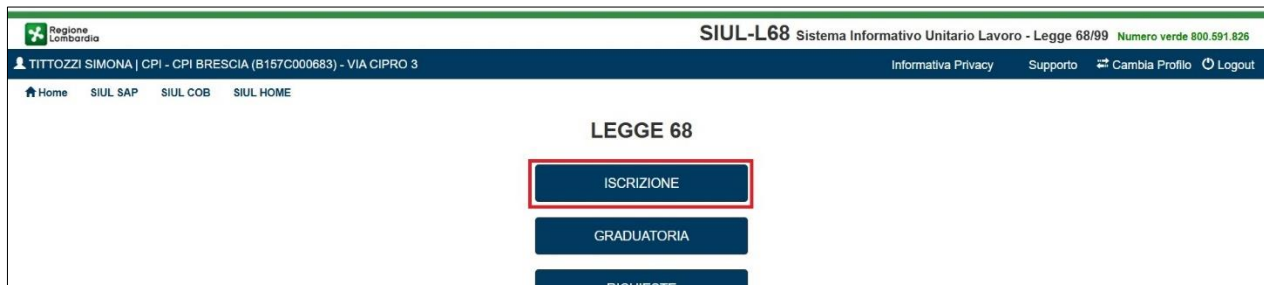 Regione
Lombardia
SIUL-L68 Sistema Informativo Unitario Lavoro - Legge 68/99 Numero verde 800.591.826
TITTOZZI SIMONA | CPI - CPI BRESCIA (B157C000683) - VIA CIPRO 3
Informativa Privacy Supporto Cambia Profilo Logout
Home SIUL SAP SIUL COB SIUL HOME
LEGGE 68
ISCRIZIONE
GRADUATORIA